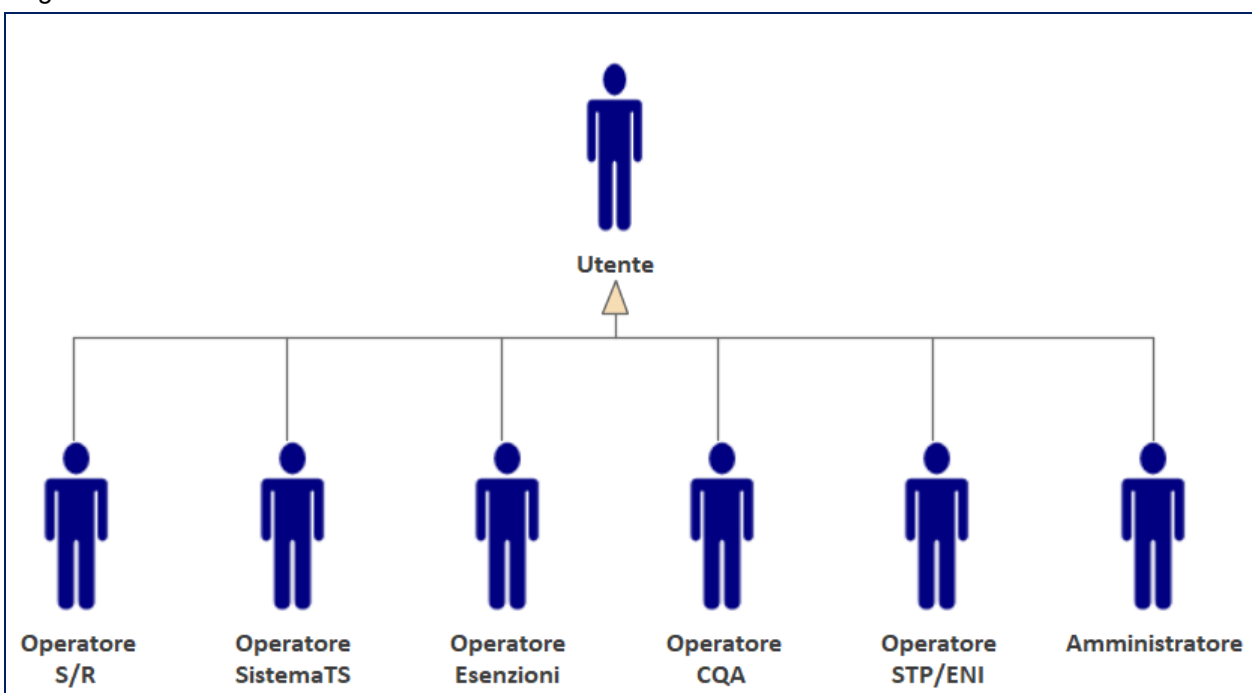 Utente
Operatore
S/R
Operatore
SistemaTS
Operatore
Esenzioni
Operatore
CQA
Operatore
STP/ENI
Amministratore